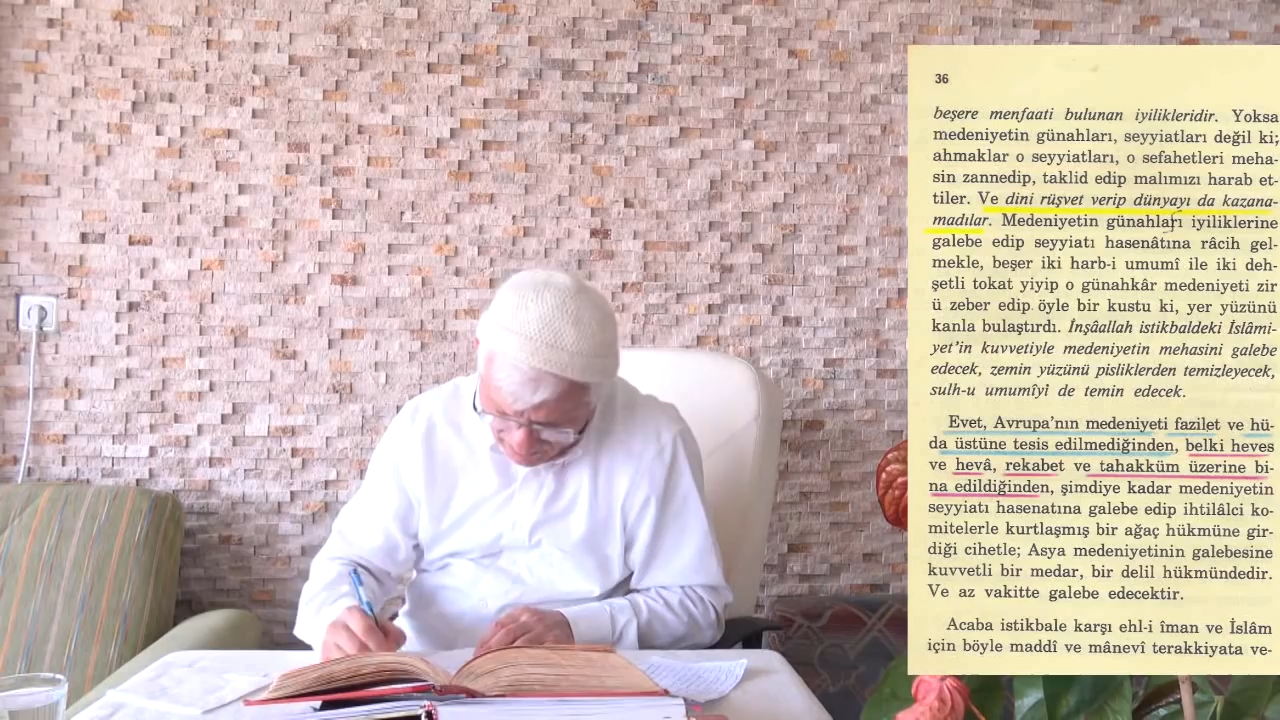 36
beşere menfaati bulunan iyilikleridir. Yoksa
medeniyetin günahları, seyyiatları değil ki;
ahmaklar o seyyiatları, o sefahetleri meha-
sin zannedip, taklid edip malımızı harab et-
tiler. Ve dini rüşvet verip dünyayı da kazana-
madılar. Medeniyetin günahları iyiliklerine
galebe edip seyyiatı hasenâtına râcih gel-
mekle, beşer iki harb-i umumî ile iki deh-
şetli tokat yiyip o günahkâr medeniyeti zir
ü zeber edip öyle bir kustu ki, yer yüzünü
kanla bulaştırdı. İnşâallah istikbaldeki İslâmi-
yet'in kuvvetiyle medeniyetin mehasini galebe
edecek, zemin yüzünü pisliklerden temizleyecek,
sulh-u umumîyi de temin edecek.
Evet, Avrupa'nın medeniyeti fazilet ve hü-
da üstüne tesis edilmediğinden, belki heves
ve hevâ, rekabet ve tahakküm üzerine bi-
na edildiğinden, şimdiye kadar medeniyetin
seyyiatı hasenatına galebe edip ihtilâlci ko-
mitelerle kurtlaşmış bir ağaç hükmüne gir-
diği cihetle; Asya medeniyetinin galebesine
kuvvetli bir medar, bir delil hükmündedir.
Ve az vakitte galebe edecektir.
Acaba istikbale karşı ehl-i îman ve İslâm
için böyle maddî ve mânevî terakkiyata ve-